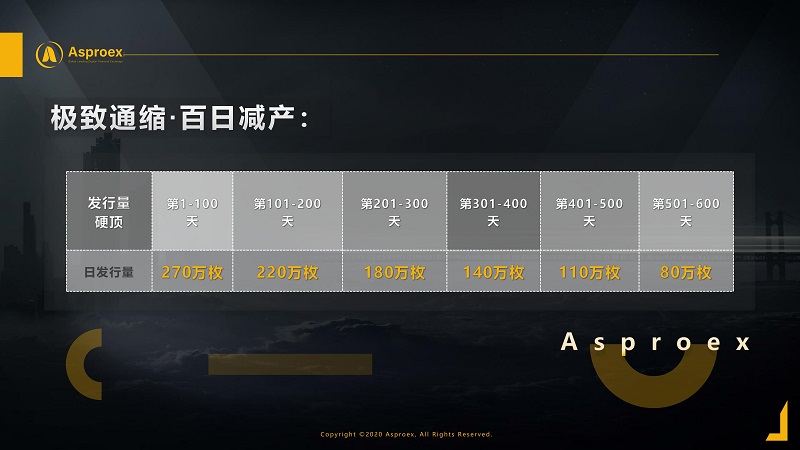 Asproex
极致通缩·百日减产：
发行量
硬顶
第1-100
天
第101-200
天
第201-300
天
第301-400
天
第401-500
天
第501-600
天
日发行量
270万枚
220万枚
180万枚
140万枚
110万枚
80万枚
Asproex
Copyright ©2020 Asproex, All Rights Reserved.